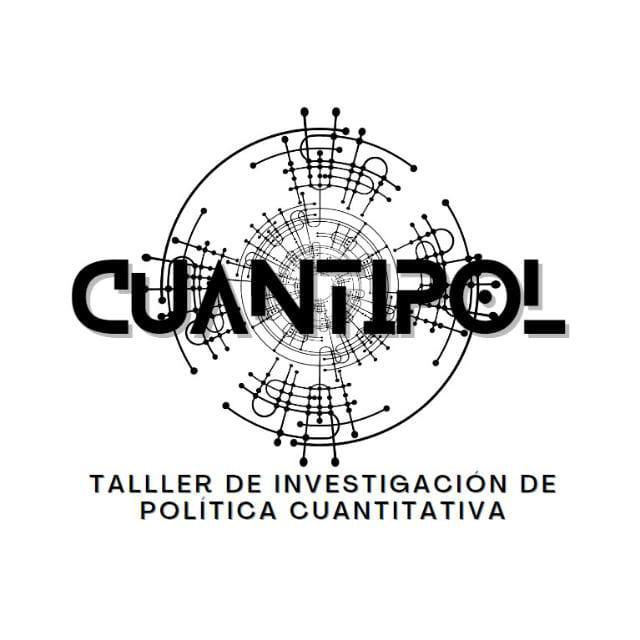 CUANTIPOL
TALLLER DE INVESTIGACIÓN DE
POLÍTICA CUANTITATIVA